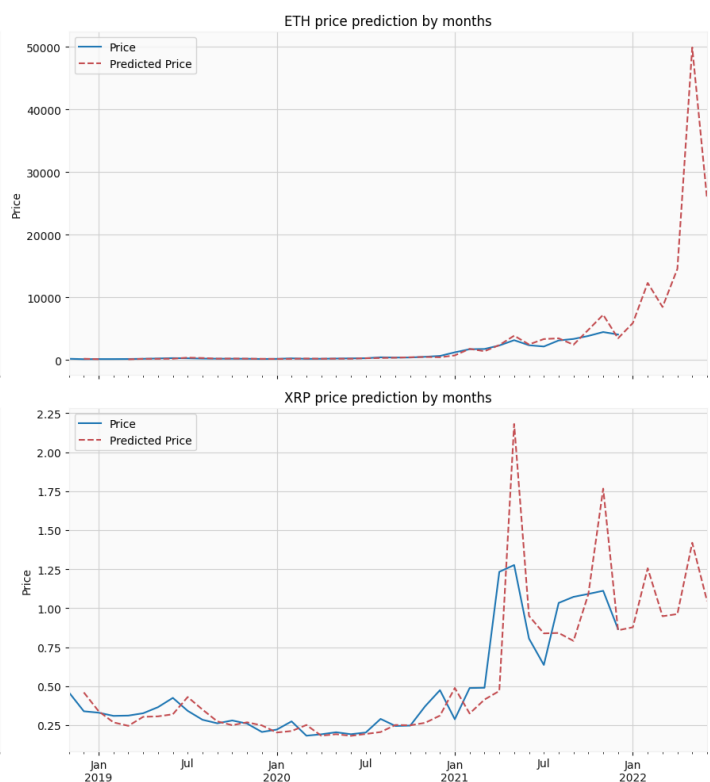 ETH price prediction by months
Price
Predicted Price
50000
40000
30000
20000
10000
0
Price
XRP price prediction by months
Price
Predicted Price
2.25
2.00
1.75
1.50
1.25
1.00
0.75
0.50
0.25
Price
Jan Jul Jan Jul Jan Jul Jan
2019 2020 2021 2022